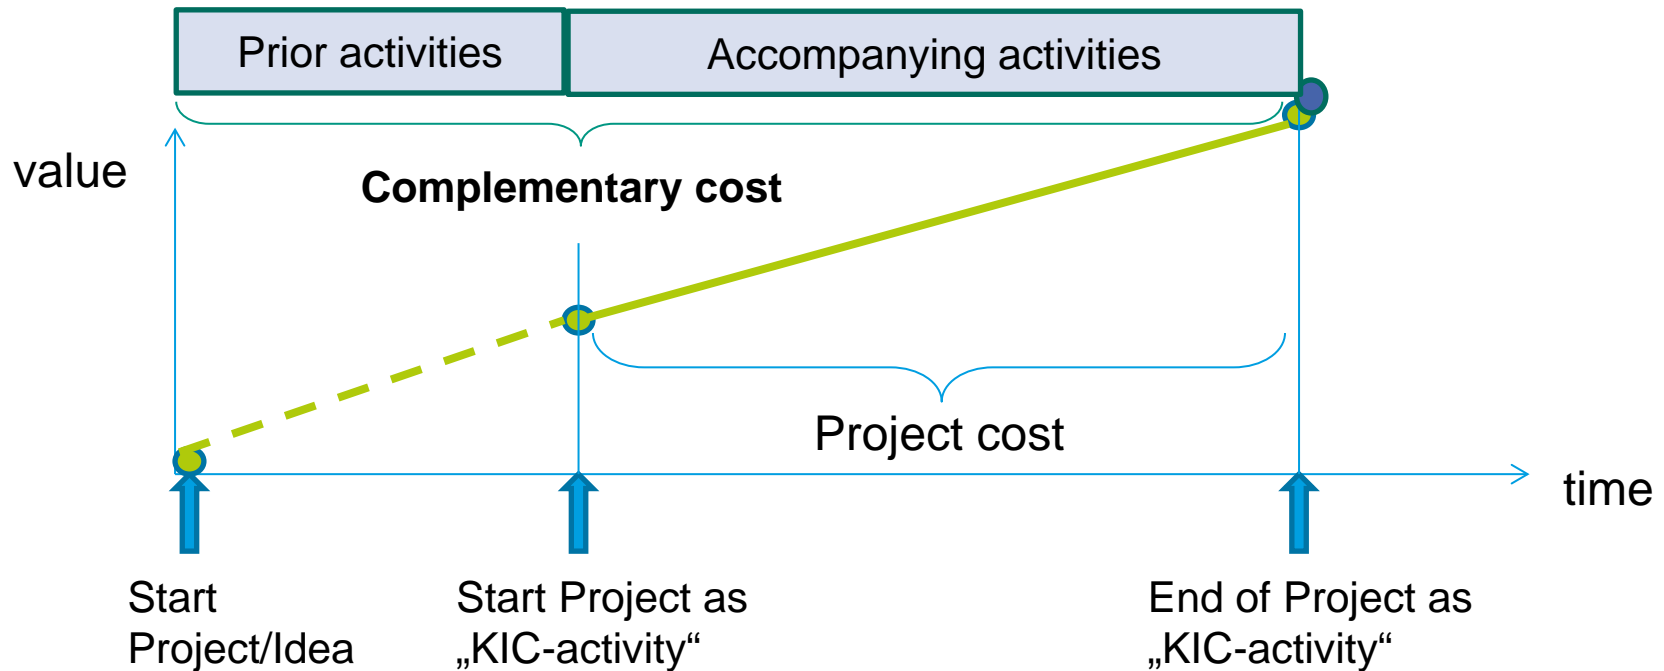 Prior activities
Accompanying activities
value
Complementary cost
Project cost
time
Start
Project/Idea
Start Project as
„KIC-activity“
End of Project as
„KIC-activity“